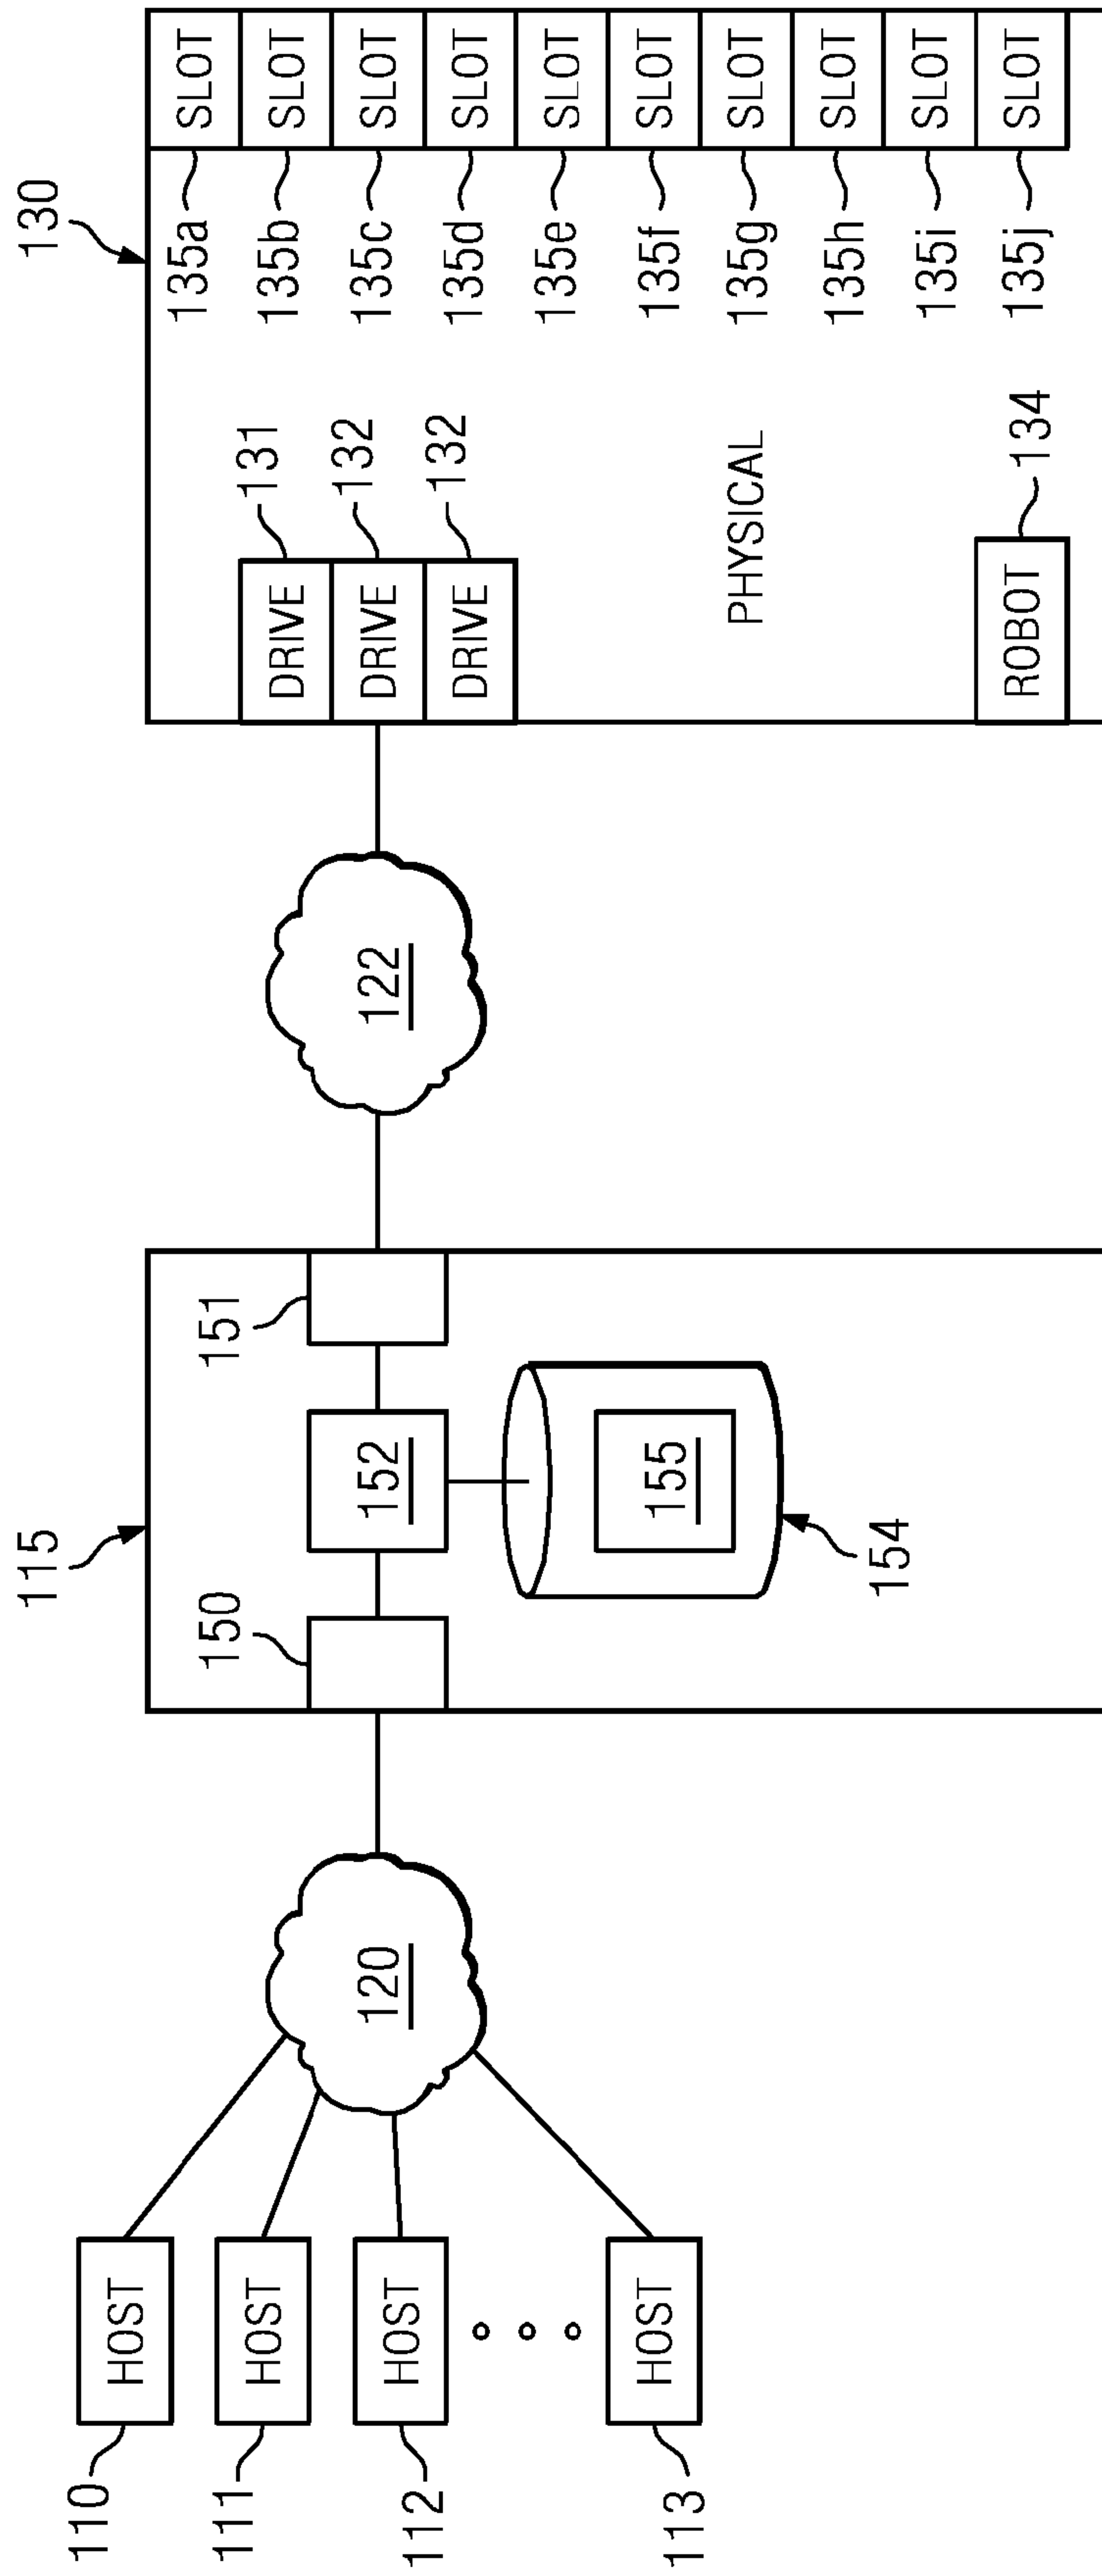 110
HOST
111
HOST
112
HOST
113
HOST
120
115
150
152
151
155
154
122
130
DRIVE
131
DRIVE
132
DRIVE
132
PHYSICAL
ROBOT
134
135a
SLOT
135b
SLOT
135c
SLOT
135d
SLOT
135e
SLOT
135f
SLOT
135g
SLOT
135h
SLOT
135i
SLOT
135j
SLOT